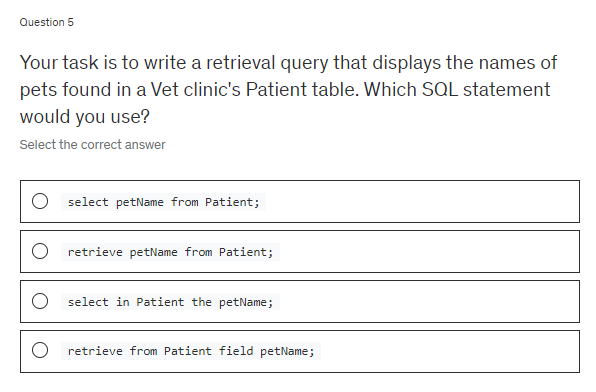 Question 5
Your task is to write a retrieval query that displays the names of
pets found in a Vet clinic's Patient table. Which SQL statement
would you use?
Select the correct answer
select petName from Patient;
retrieve petName from Patient;
select in Patient the petName;
retrieve from Patient field petName;